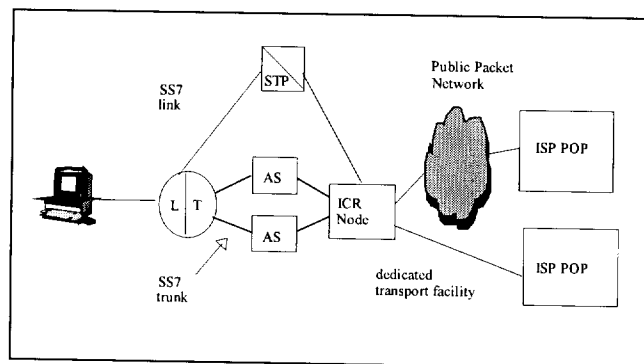 STP
SS7
link
Public Packet
Network
ISP POP
AS
L T
ICR
Node
AS
ISP POP
SS7
trunk
dedicated
transport facility